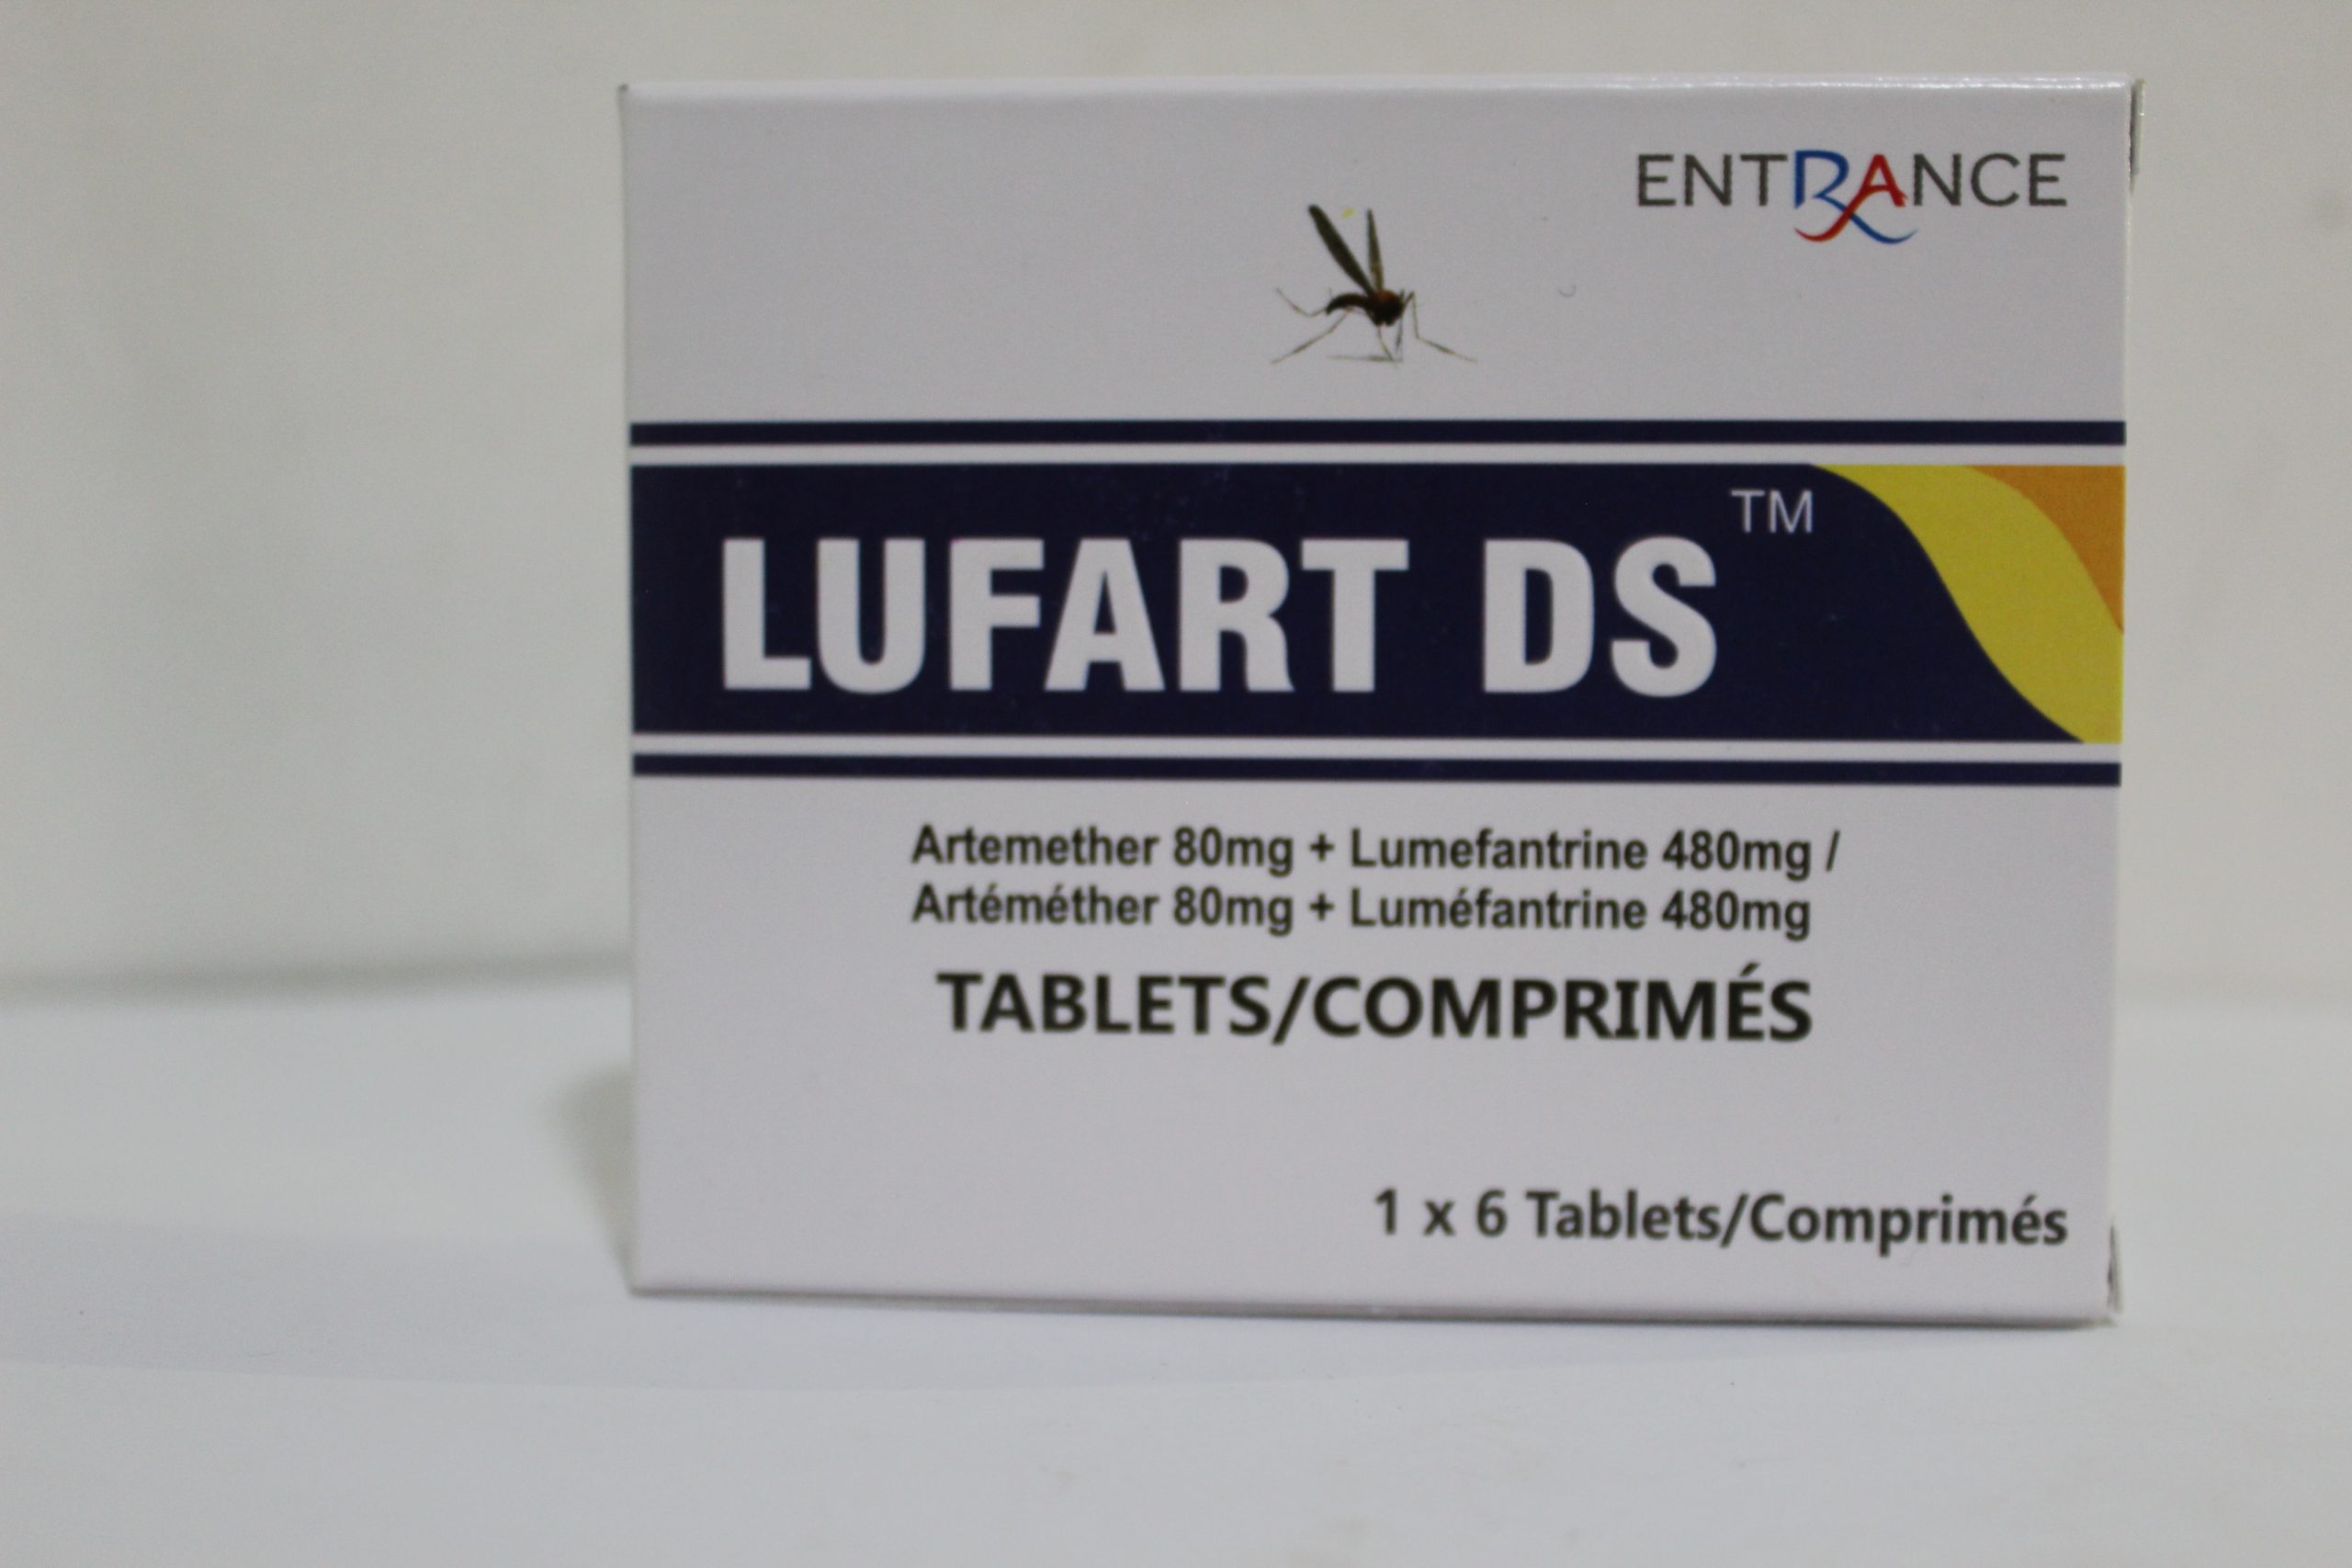 ENTRANCE
LUFART DS™
Artemether 80mg + Lumefantrine 480mg /
Artéméther 80mg + Luméfantrine 480mg
TABLETS/COMPRIMÉS
1 x 6 Tablets/Comprimés